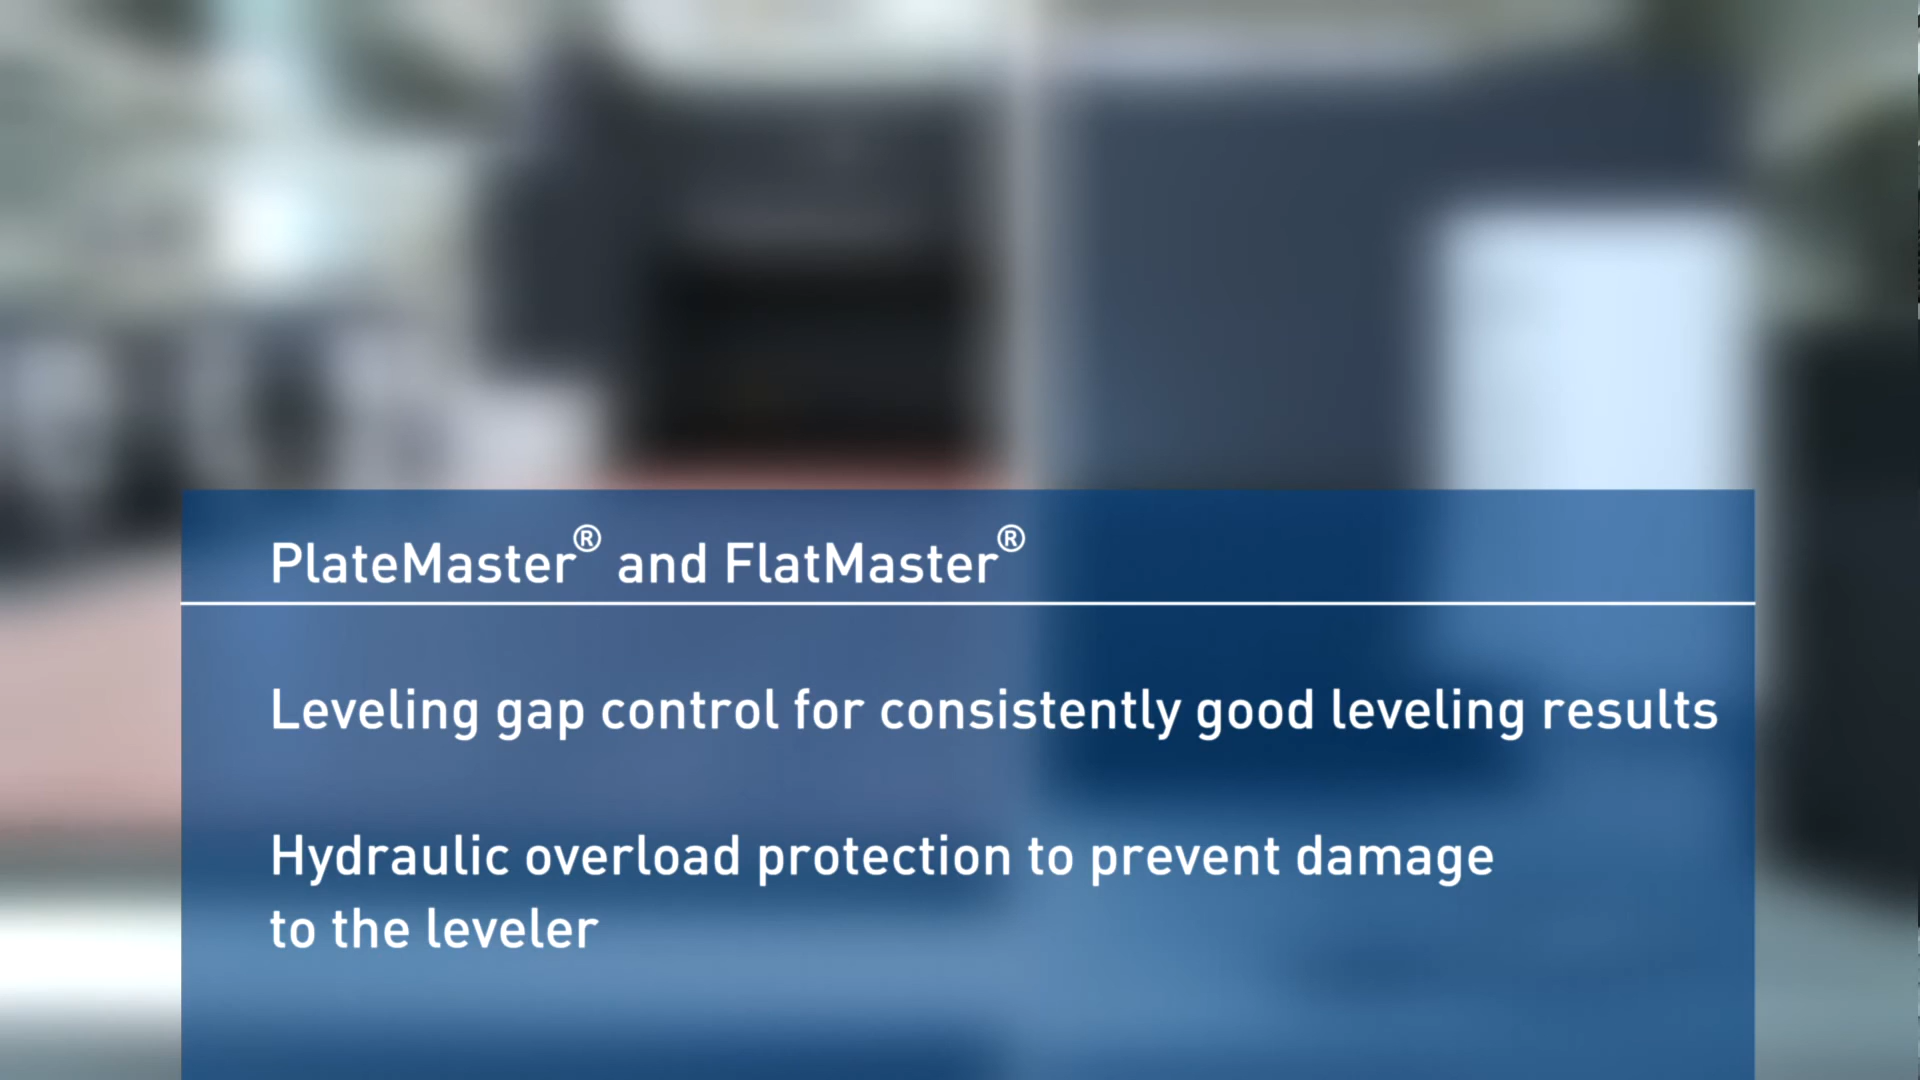 PlateMaster® and FlatMaster®
Leveling gap control for consistently good leveling results
Hydraulic overload protection to prevent damage
to the leveler